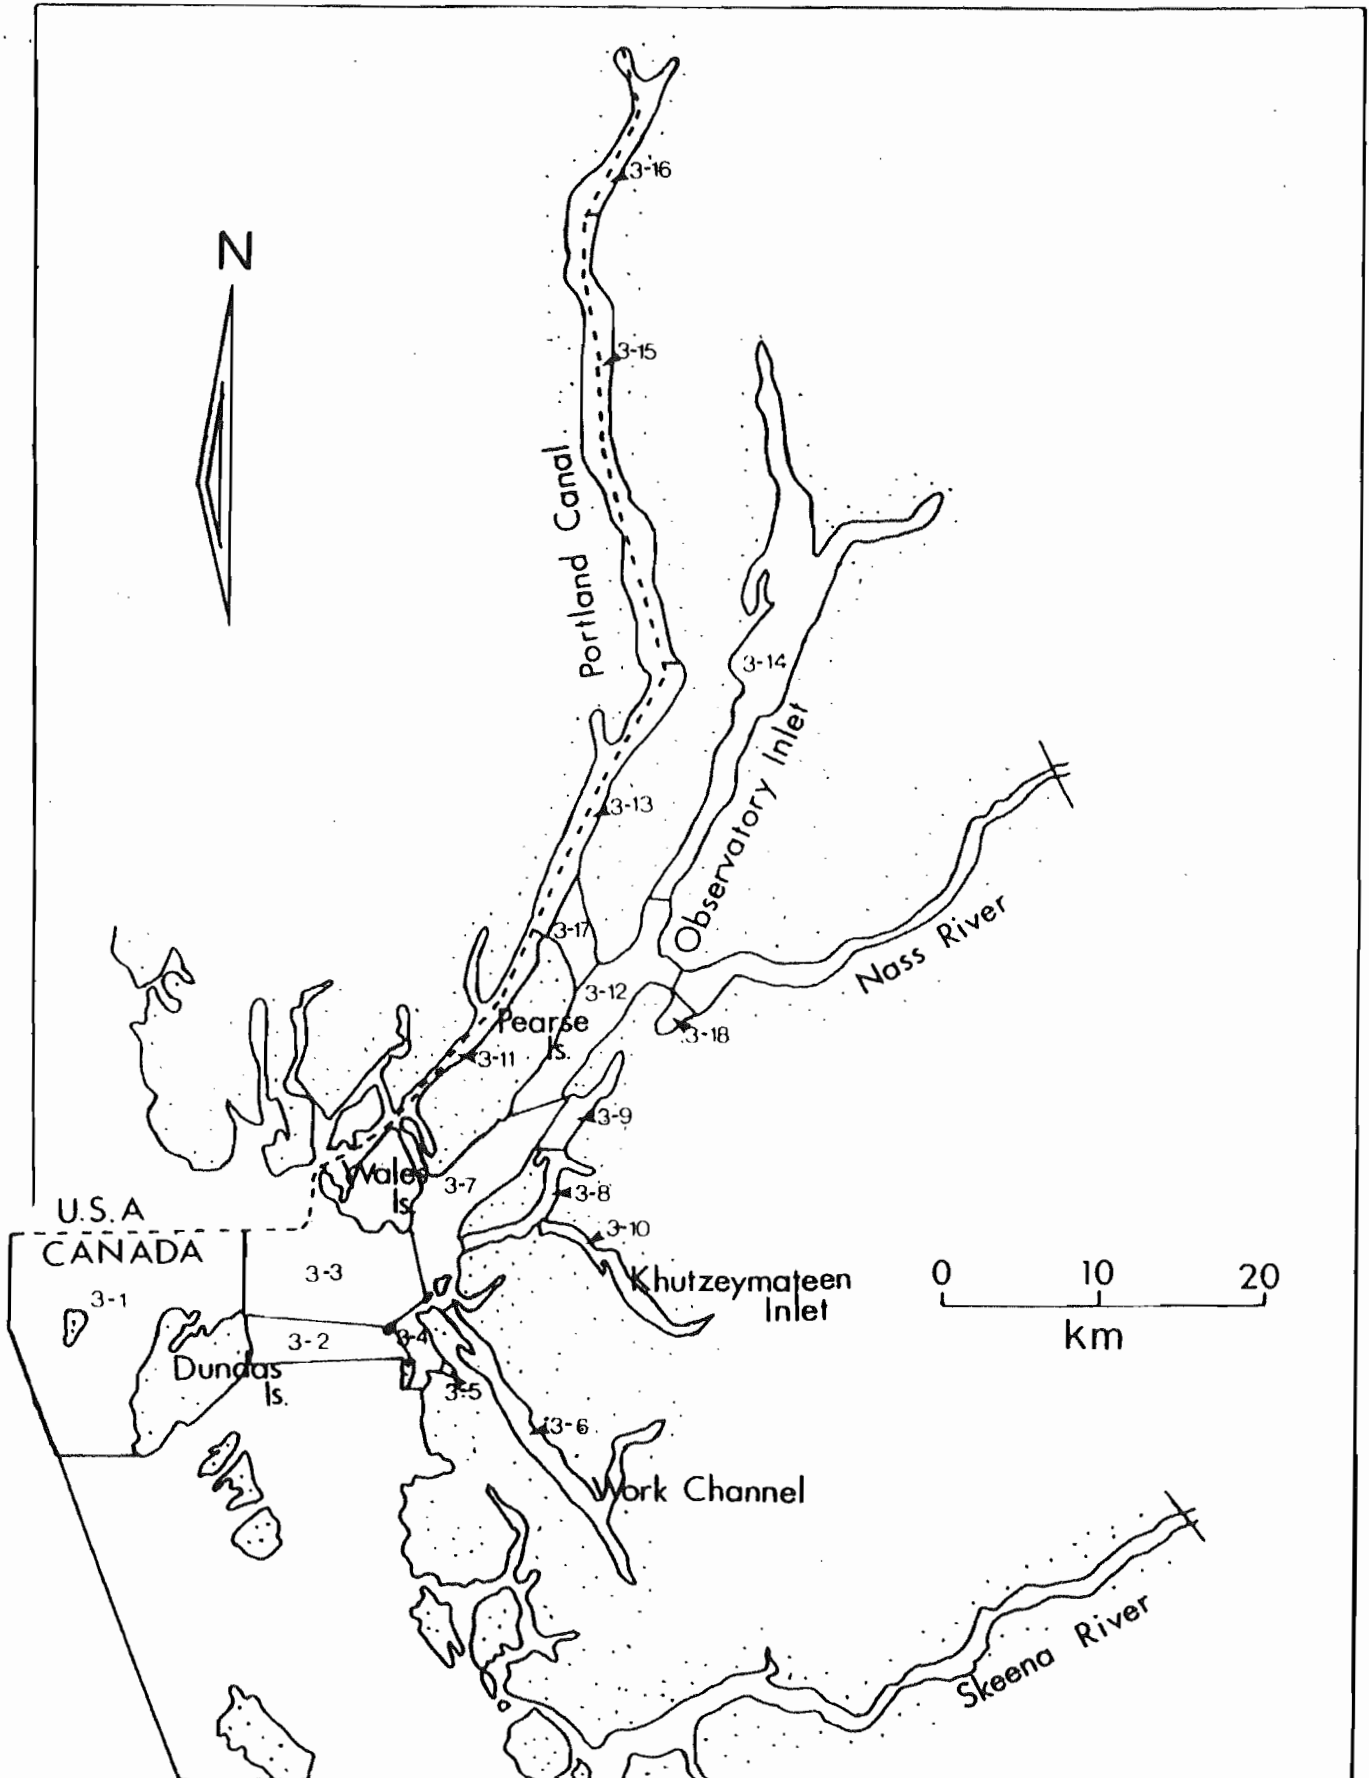 3-16
N
3-15
Portland Canal
3-14
Observatory Inlet
3-13
Nass River
3-17
3-12
Pearse
Is.
3-18
3-11
3-9
Wales
Is.
3-7
3-8
U.S.A
3-10
CANADA
3-3
Khutzeymateen
Inlet
0 10 20
km
3-1
3-2
3-4
Dundas
Is.
3-5
3-6
Work Channel
Skeena River